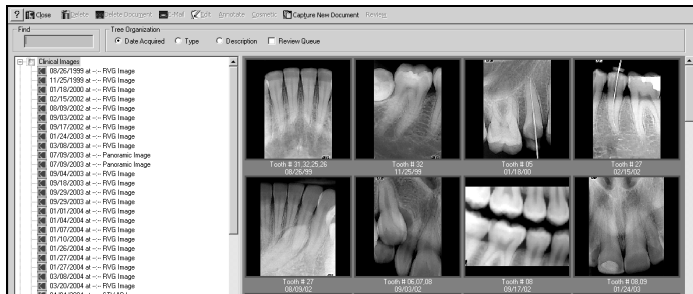 ? Close Delete Delete Document E-Mail Edit Annotate Cosmetic Capture New Document Review
Find
Tree Organization
Date Acquired Type Description Review Queue
Clinical Images
08/26/1999 at --:-- RVG Image
11/25/1999 at --:-- RVG Image
01/18/2000 at --:-- RVG Image
02/15/2002 at --:-- RVG Image
08/09/2002 at --:-- RVG Image
09/03/2002 at --:-- RVG Image
09/17/2002 at --:-- RVG Image
01/24/2003 at --:-- RVG Image
03/08/2003 at --:-- RVG Image
07/09/2003 at --:-- Panoramic Image
07/09/2003 at --:-- Panoramic Image
09/04/2003 at --:-- RVG Image
09/18/2003 at --:-- RVG Image
09/29/2003 at --:-- RVG Image
09/29/2003 at --:-- RVG Image
01/01/2004 at --:-- RVG Image
01/04/2004 at --:-- RVG Image
01/07/2004 at --:-- RVG Image
01/10/2004 at --:-- RVG Image
01/26/2004 at --:-- RVG Image
01/27/2004 at --:-- RVG Image
01/27/2004 at --:-- RVG Image
03/08/2004 at --:-- RVG Image
03/20/2004 at --:-- RVG Image
Tooth # 31,32,25,26
08/26/99
Tooth # 32
11/25/99
Tooth # 05
01/18/00
Tooth # 27
02/15/02
Tooth # 27
08/09/02
Tooth # 06,07,08
09/03/02
Tooth # 08
09/17/02
Tooth # 08,09
01/24/03